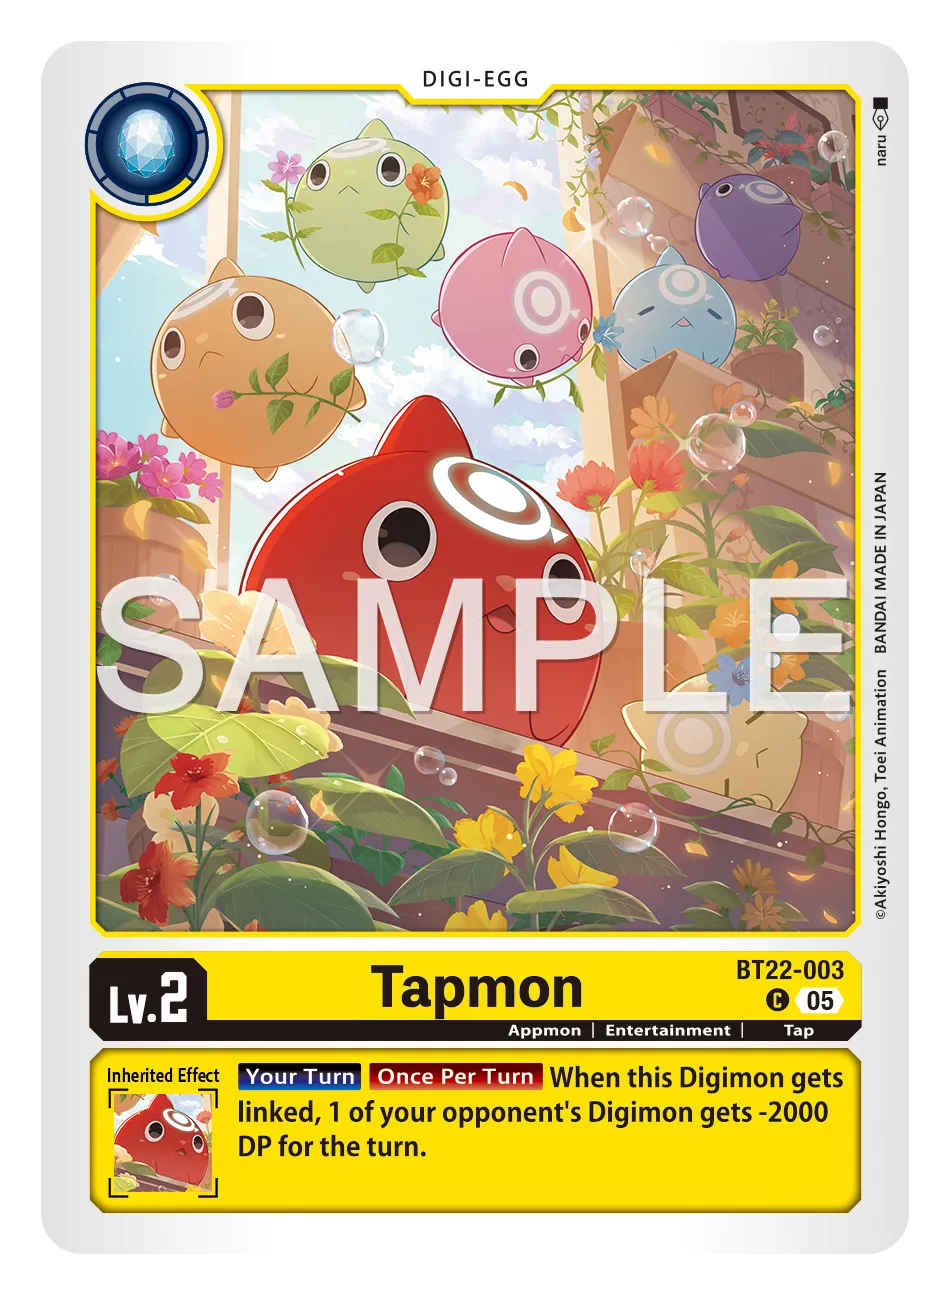 DIGI-EGG
naru
SAMPLE
©Akiyoshi Hongo, Toei Animation BANDAI MADE IN JAPAN
Lv.2
Tapmon
BT22-003
C 05
Appmon | Entertainment | Tap
Inherited Effect
Your Turn Once Per Turn When this Digimon gets
linked, 1 of your opponent's Digimon gets -2000
DP for the turn.